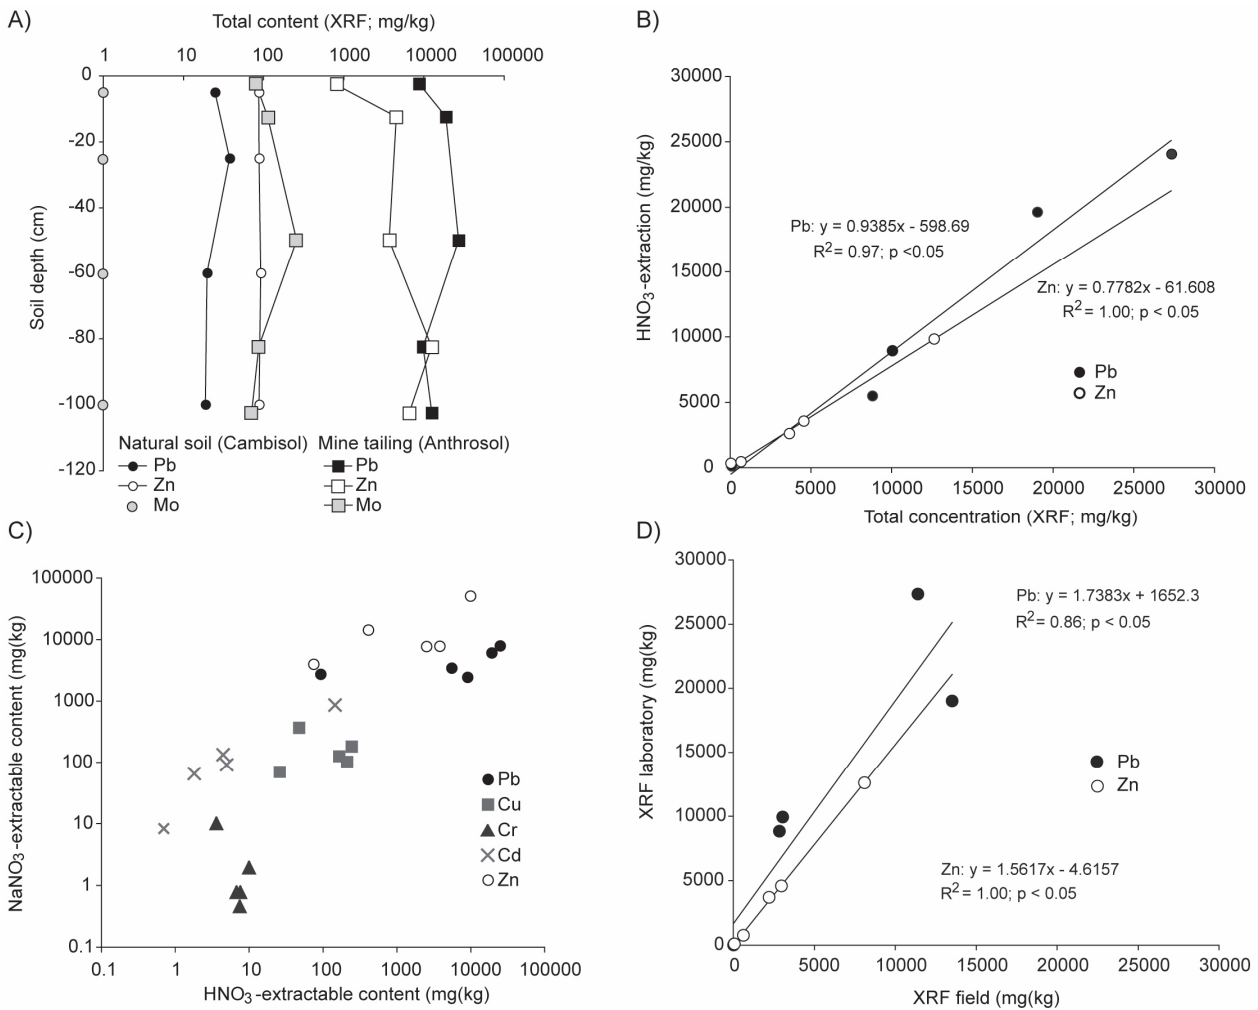 A)
Total content (XRF; mg/kg)
1 10 100 1000 10000 100000
0
-20
-40
-60
-80
-100
-120
Soil depth (cm)
Natural soil (Cambisol) Mine tailing (Anthrosol)
Pb Pb
Zn Zn
Mo Mo
B)
30000
25000
20000
15000
10000
5000
0
HNO3-extraction (mg/kg)
Pb: y = 0.9385x - 598.69
R2= 0.97; p <0.05
Zn: y = 0.7782x - 61.608
R2= 1.00; p < 0.05
Pb
Zn
0 5000 10000 15000 20000 25000 30000
Total concentration (XRF; mg/kg)
C)
100000
10000
1000
100
10
1
0.1
NaNO3-extractable content (mg(kg)
Pb
Cu
Cr
Cd
Zn
0.1 1 10 100 1000 10000 100000
HNO3-extractable content (mg(kg)
D)
30000
25000
20000
15000
10000
5000
0
XRF laboratory (mg(kg)
Pb: y = 1.7383x + 1652.3
R2= 0.86; p < 0.05
Pb
Zn
Zn: y = 1.5617x - 4.6157
R2= 1.00; p < 0.05
0 5000 10000 15000 20000 25000 30000
XRF field (mg(kg)